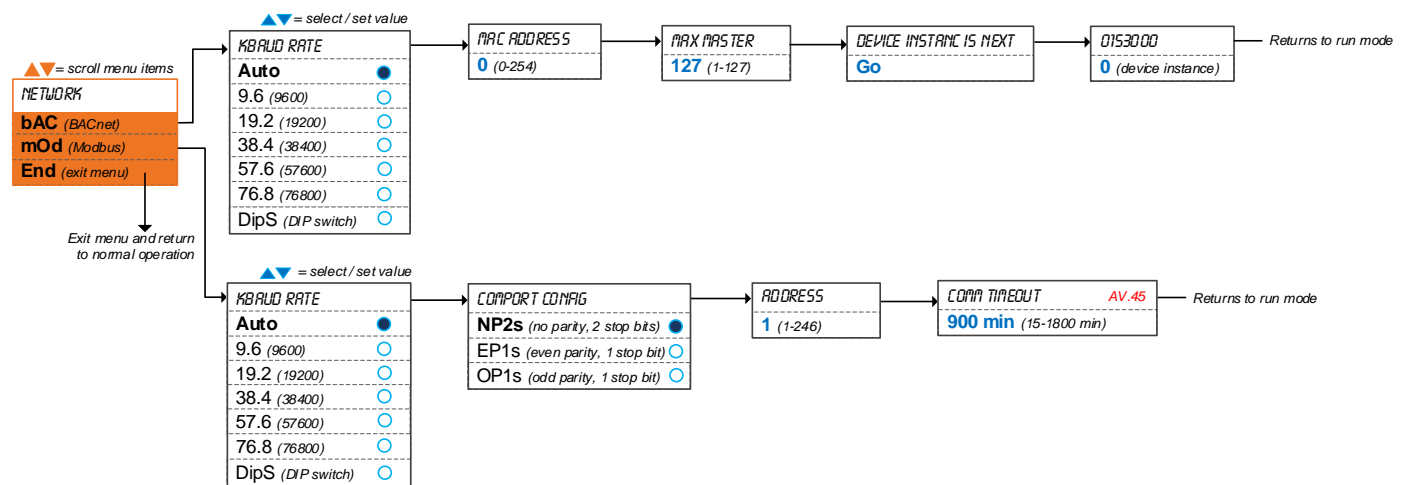 ▲▼ = scroll menu items
NETWORK
bAC (BACnet)
mOd (Modbus)
End (exit menu)
Exit menu and return
to normal operation
▲▼ = select / set value
KBAUD RATE
Auto
9.6 (9600)
19.2 (19200)
38.4 (38400)
57.6 (57600)
76.8 (76800)
DipS (DIP switch)
MAC ADDRESS
0 (0-254)
MAX MASTER
127 (1-127)
DEVICE INSTANC IS NEXT
Go
0153000
0 (device instance)
Returns to run mode
▲▼ = select / set value
KBAUD RATE
Auto
9.6 (9600)
19.2 (19200)
38.4 (38400)
57.6 (57600)
76.8 (76800)
DipS (DIP switch)
COMPORT CONFIG
NP2s (no parity, 2 stop bits)
EP1s (even parity, 1 stop bit)
OP1s (odd parity, 1 stop bit)
ADDRESS
1 (1-246)
COMM TIMEOUT AV.45
900 min (15-1800 min)
Returns to run mode